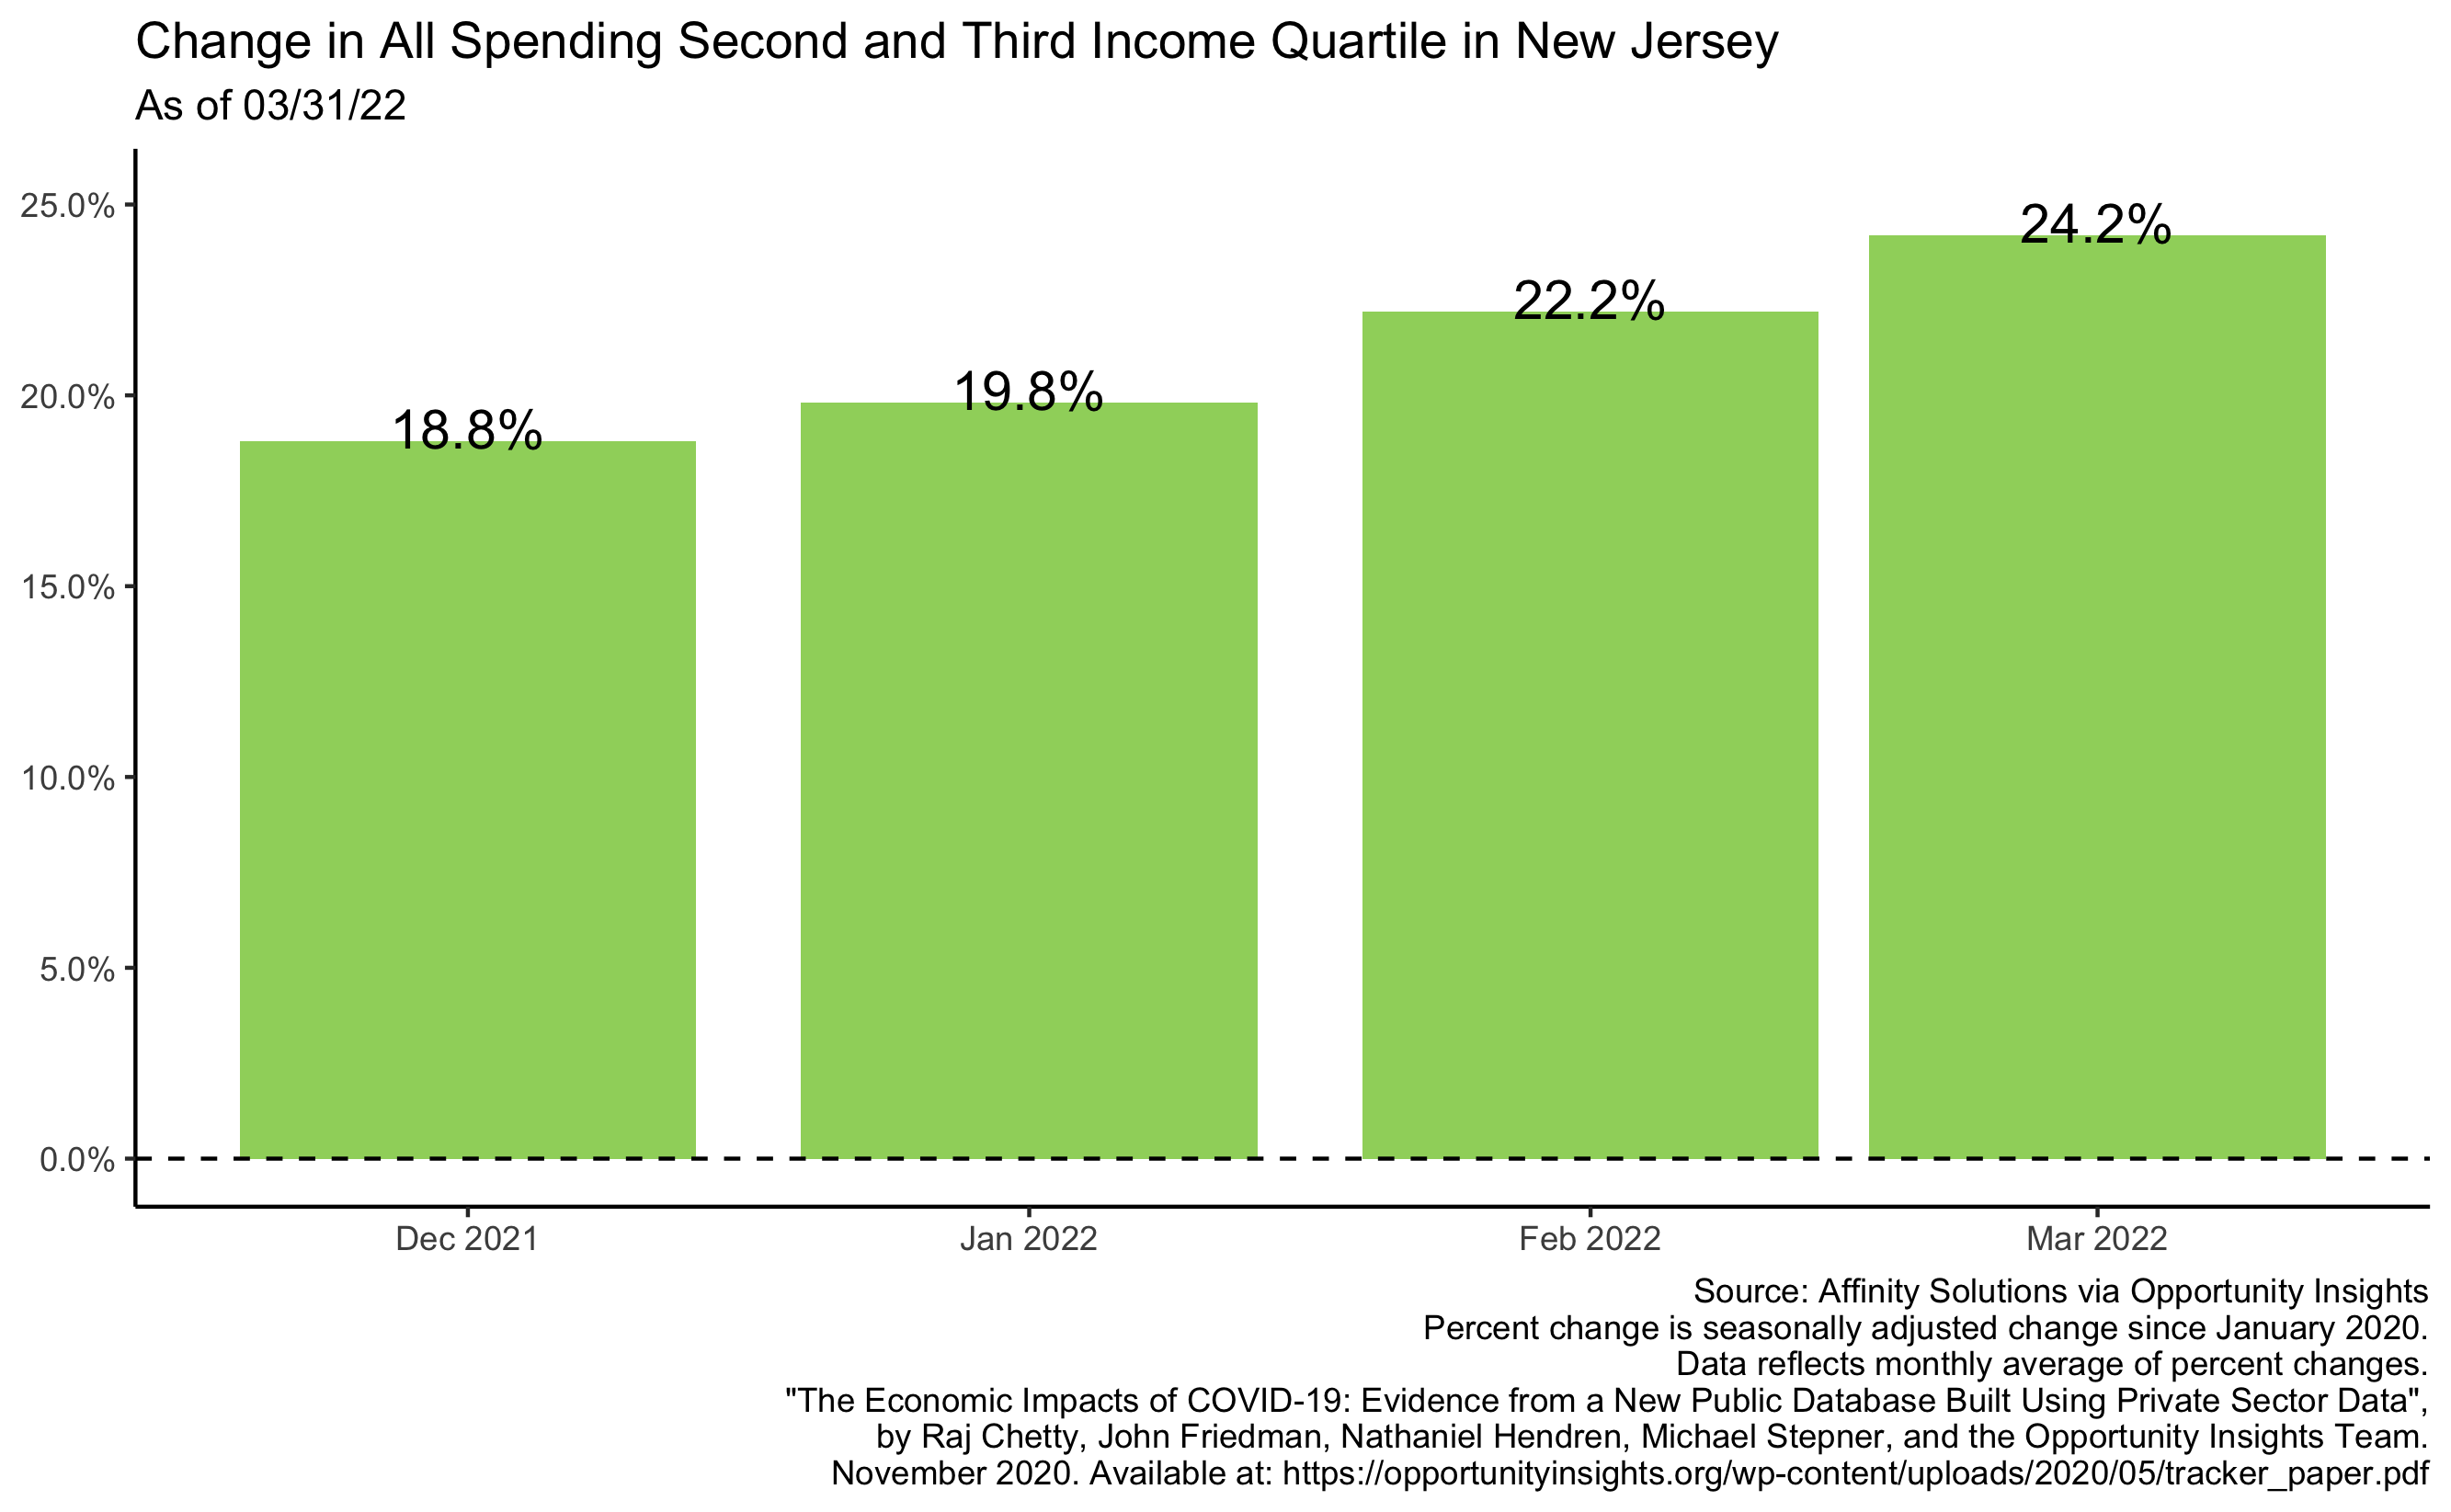 Change in All Spending Second and Third Income Quartile in New Jersey
As of 03/31/22
25.0%
20.0%
15.0%
10.0%
5.0%
0.0%
18.8%
19.8%
22.2%
24.2%
Dec 2021
Jan 2022
Feb 2022
Mar 2022
Source: Affinity Solutions via Opportunity Insights
Percent change is seasonally adjusted change since January 2020.
Data reflects monthly average of percent changes.
"The Economic Impacts of COVID-19: Evidence from a New Public Database Built Using Private Sector Data",
by Raj Chetty, John Friedman, Nathaniel Hendren, Michael Stepner, and the Opportunity Insights Team.
November 2020. Available at: https://opportunityinsights.org/wp-content/uploads/2020/05/tracker_paper.pdf